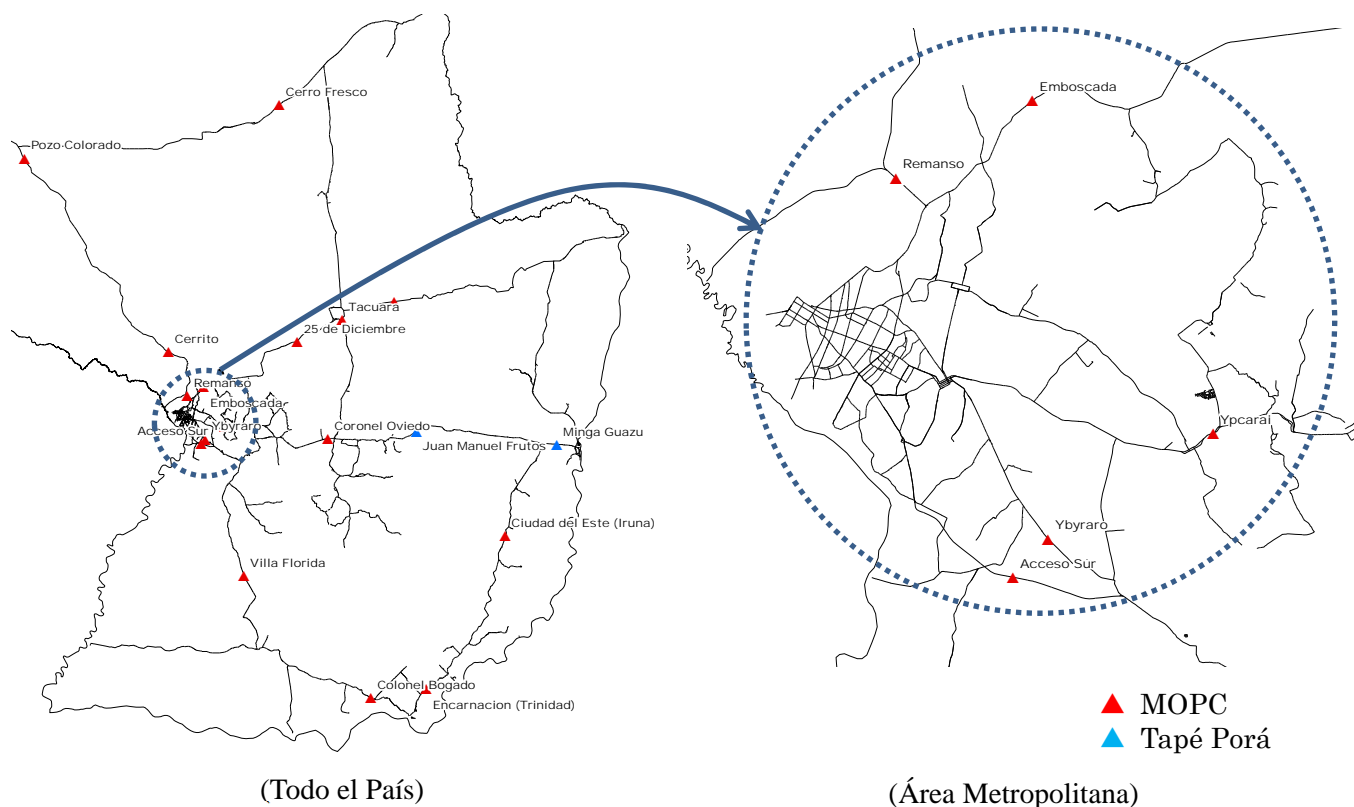 Cerro Fresco
Pozo Colorado
Tacuara
25 de Diciembre
Cerrito
Remanso
Emboscada
Acceso Sur
Ybyraro
Coronel Oviedo
Juan Manuel Frutos
Minga Guazu
Ciudad del Este (Iruna)
Villa Florida
Colonel Bogado
Encarnacion (Trinidad)
(Todo el País)
Emboscada
Remanso
Ypcarai
Ybyraro
Acceso Sur
MOPC
Tapé Porá
(Área Metropolitana)